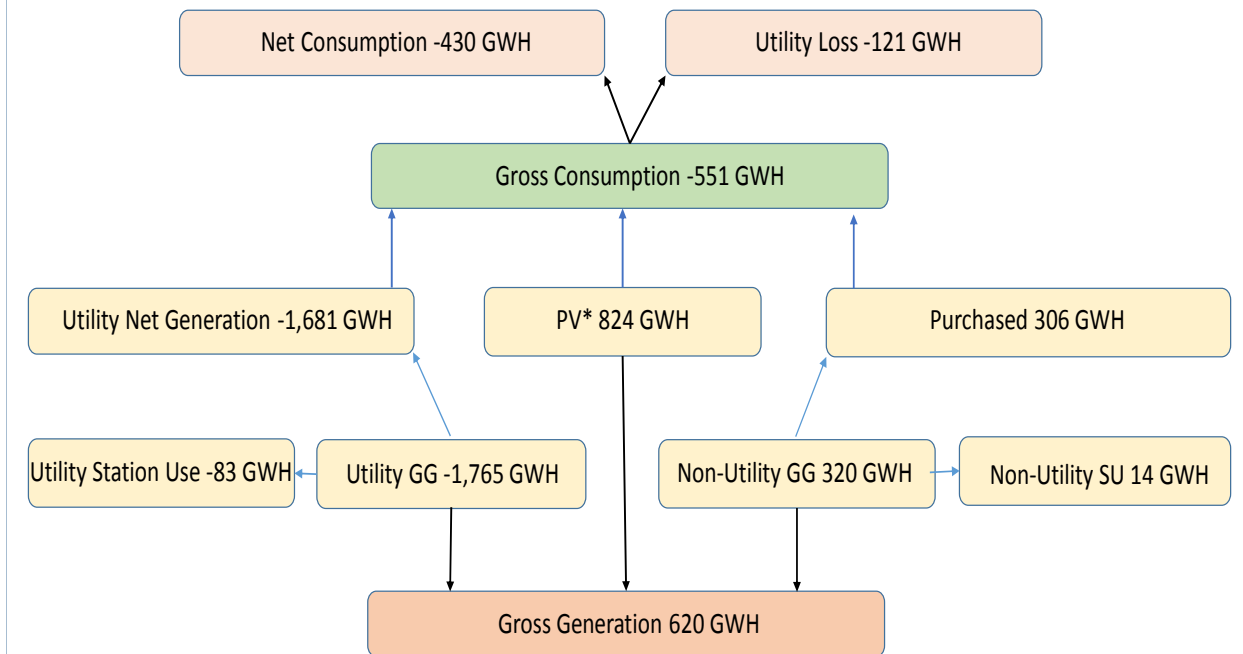 Net Consumption -430 GWH
Utility Loss -121 GWH
Gross Consumption -551 GWH
Utility Net Generation -1,681 GWH
PV* 824 GWH
Purchased 306 GWH
Utility Station Use -83 GWH
Utility GG -1,765 GWH
Non-Utility GG 320 GWH
Non-Utility SU 14 GWH
Gross Generation 620 GWH